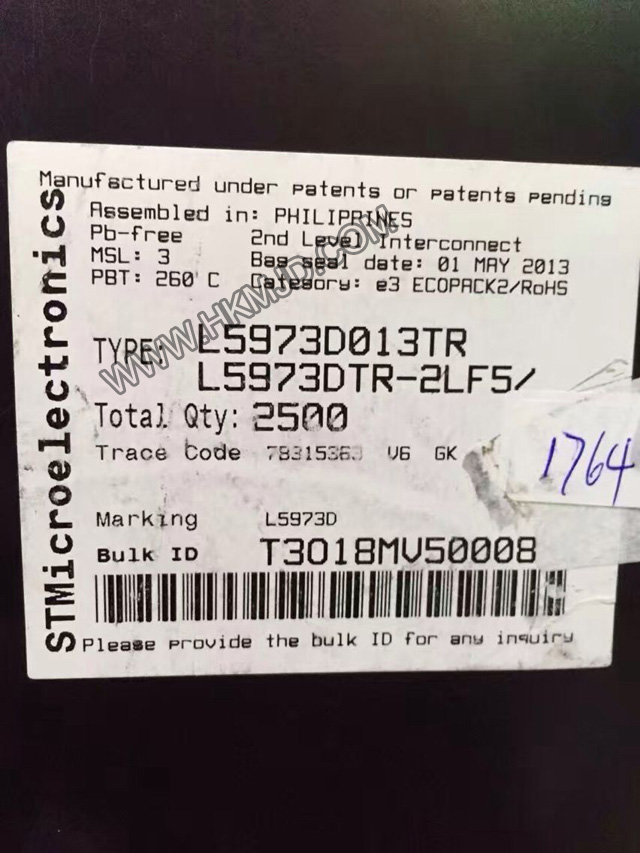 Manufactured under patents or patents pending
Assembled in: PHILIPPINES
Pb-free 2nd Level Interconnect
MSL: 3 Bag seal date: 01 MAY 2013
PBT: 260 C Category: e3 ECOPACK2/RoHS
TYPE: L5973D013TR
L5973DTR-2LF5/
Total Qty: 2500
Trace Code V6 GK
1764
Marking L5973D
Bulk ID T3018MV50008
Please provide the bulk ID for any inquiry
STMicroelectronics
WWW.HKMJD.COM